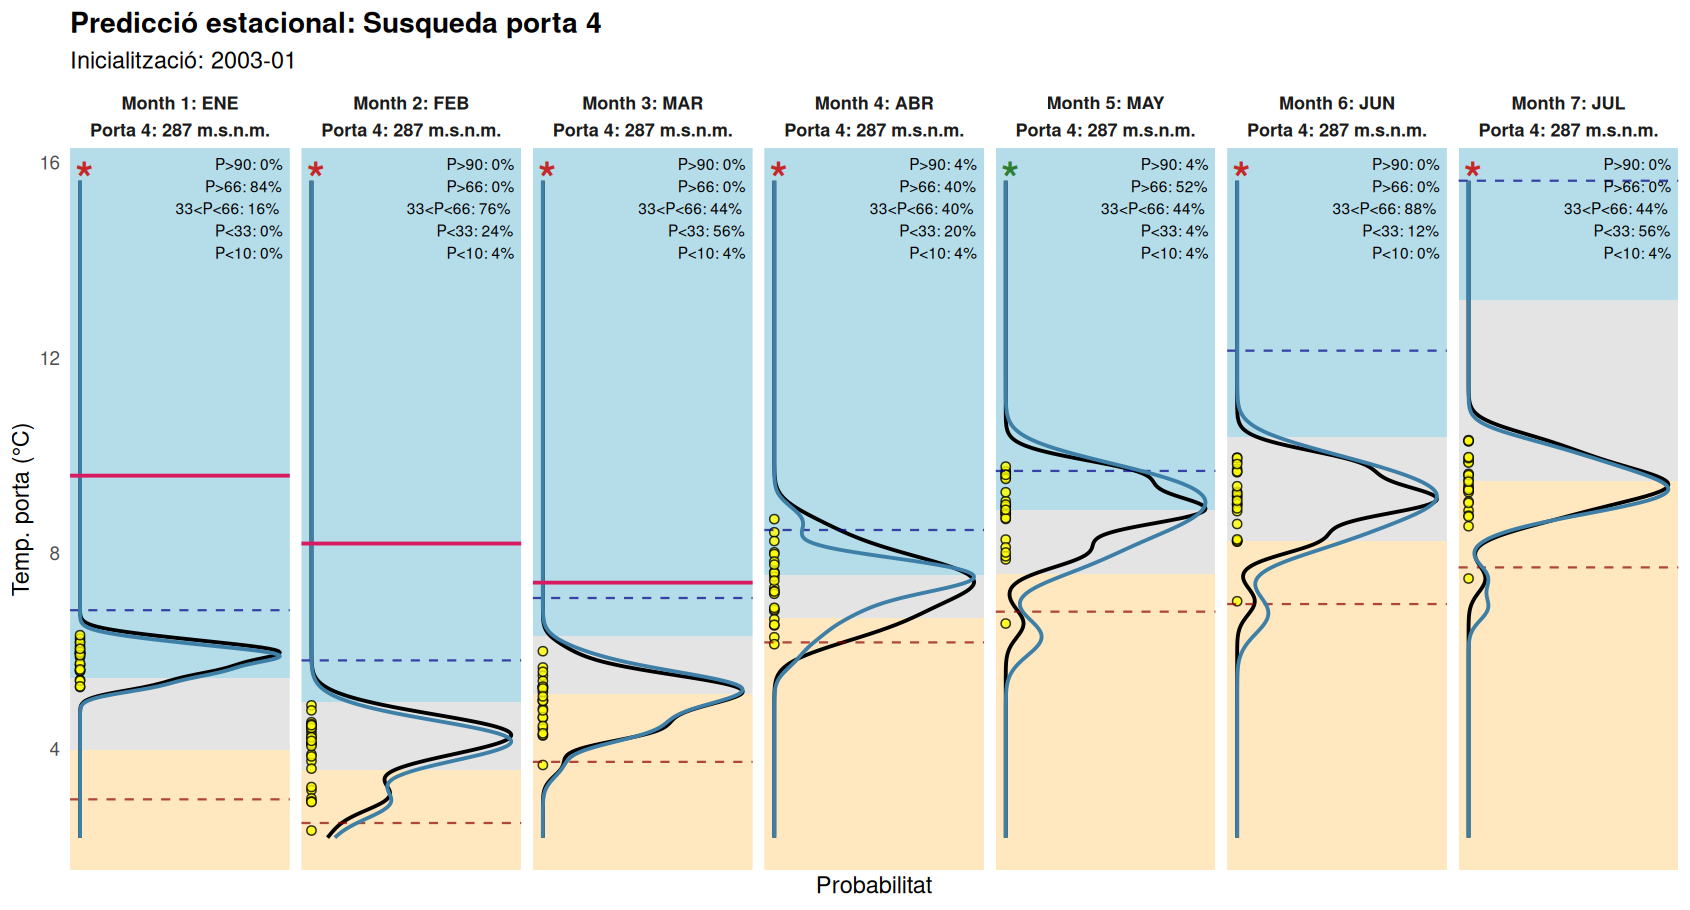 Predicció estacional: Susqueda porta 4
Inicialització: 2003-01
Month 1: ENE
Porta 4: 287 m.s.n.m.
Month 2: FEB
Porta 4: 287 m.s.n.m.
Month 3: MAR
Porta 4: 287 m.s.n.m.
Month 4: ABR
Porta 4: 287 m.s.n.m.
Month 5: MAY
Porta 4: 287 m.s.n.m.
Month 6: JUN
Porta 4: 287 m.s.n.m.
Month 7: JUL
Porta 4: 287 m.s.n.m.
Temp. porta (°C)
16
12
8
4
*
P>90: 0%
P>66: 84%
33<P<66: 16%
P<33: 0%
P<10: 0%
*
P>90: 0%
P>66: 0%
33<P<66: 76%
P<33: 24%
P<10: 4%
*
P>90: 0%
P>66: 0%
33<P<66: 44%
P<33: 56%
P<10: 4%
*
P>90: 4%
P>66: 40%
33<P<66: 40%
P<33: 20%
P<10: 4%
*
P>90: 4%
P>66: 52%
33<P<66: 44%
P<33: 4%
P<10: 4%
*
P>90: 0%
P>66: 0%
33<P<66: 88%
P<33: 12%
P<10: 0%
*
P>90: 0%
P>66: 0%
33<P<66: 44%
P<33: 56%
P<10: 4%
Probabilitat